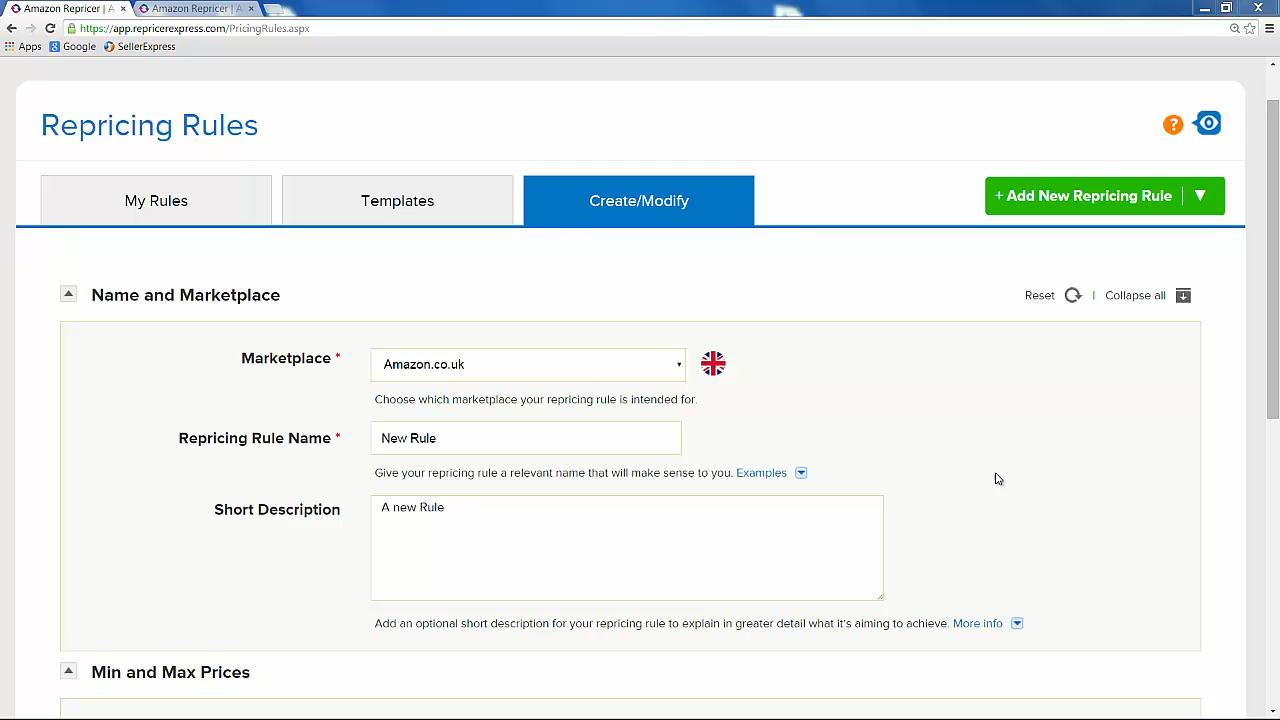 Amazon Repricer | A
Amazon Repricer | A
https://app.repricerexpress.com/PricingRules.aspx
Apps Google SellerExpress
Repricing Rules
?
My Rules
Templates
Create/Modify
+ Add New Repricing Rule
Name and Marketplace
Reset | Collapse all
Marketplace *
Amazon.co.uk
Choose which marketplace your repricing rule is intended for.
Repricing Rule Name *
New Rule
Give your repricing rule a relevant name that will make sense to you. Examples
Short Description
A new Rule
Add an optional short description for your repricing rule to explain in greater detail what it's aiming to achieve. More info
Min and Max Prices